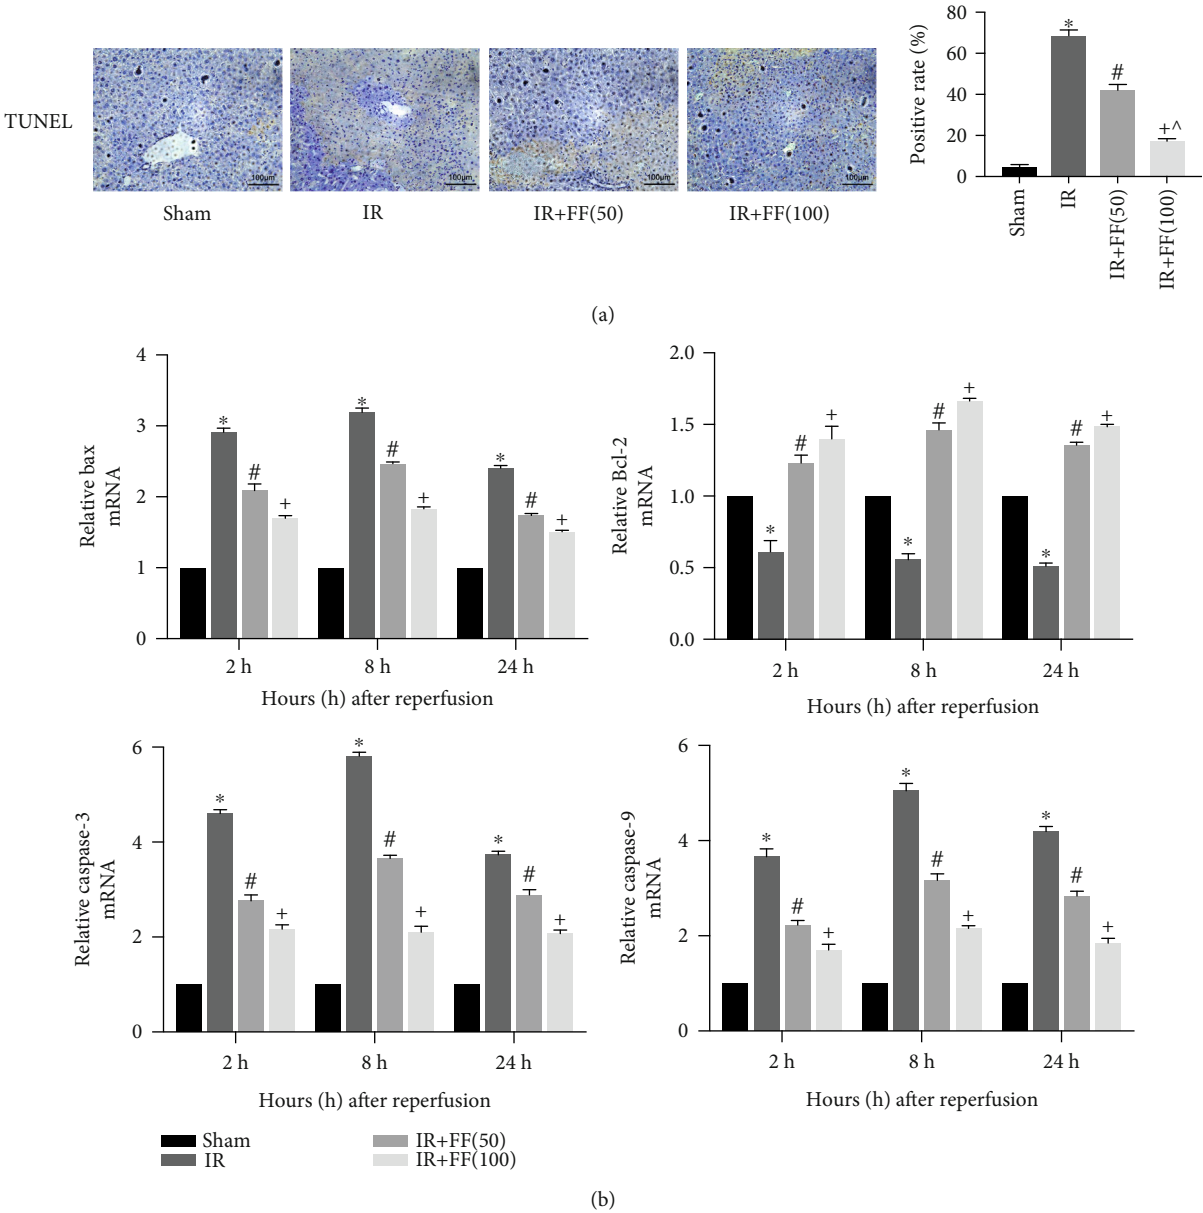 TUNEL
100μm
100μm
100μm
100μm
Sham
IR
IR+FF(50)
IR+FF(100)
Positive rate (%)
80
60
40
20
0
*
#
+^
Sham
IR
IR+FF(50)
IR+FF(100)
(a)
Relative bax
mRNA
4
3
2
1
0
* # +
* # +
* # +
2 h 8 h 24 h
Hours (h) after reperfusion
Relative Bcl-2
mRNA
2.0
1.5
1.0
0.5
0.0
* # +
* # +
* # +
2 h 8 h 24 h
Hours (h) after reperfusion
Relative caspase-3
mRNA
6
4
2
0
* # +
* # +
* # +
2 h 8 h 24 h
Hours (h) after reperfusion
Relative caspase-9
mRNA
6
4
2
0
* # +
* # +
* # +
2 h 8 h 24 h
Hours (h) after reperfusion
Sham
IR
IR+FF(50)
IR+FF(100)
(b)